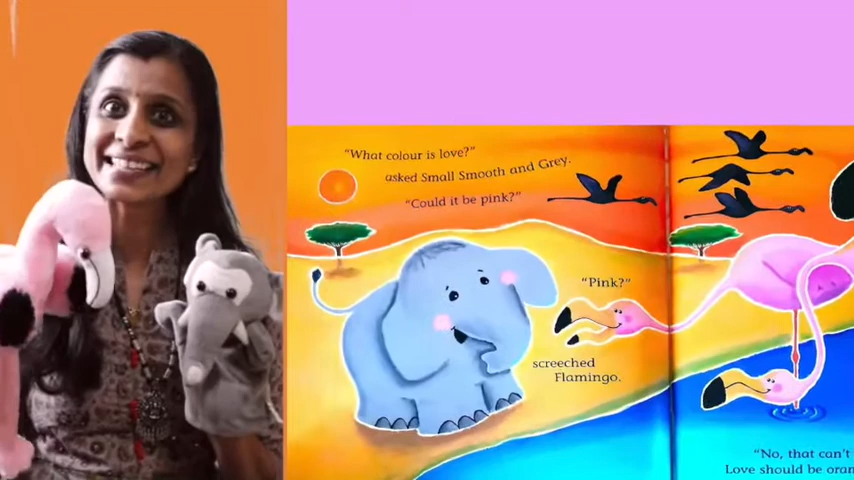 "What colour is love?"
asked Small Smooth and Grey.
"Could it be pink?"
"Pink?"
screeched
Flamingo.
"No, that can't
Love should be